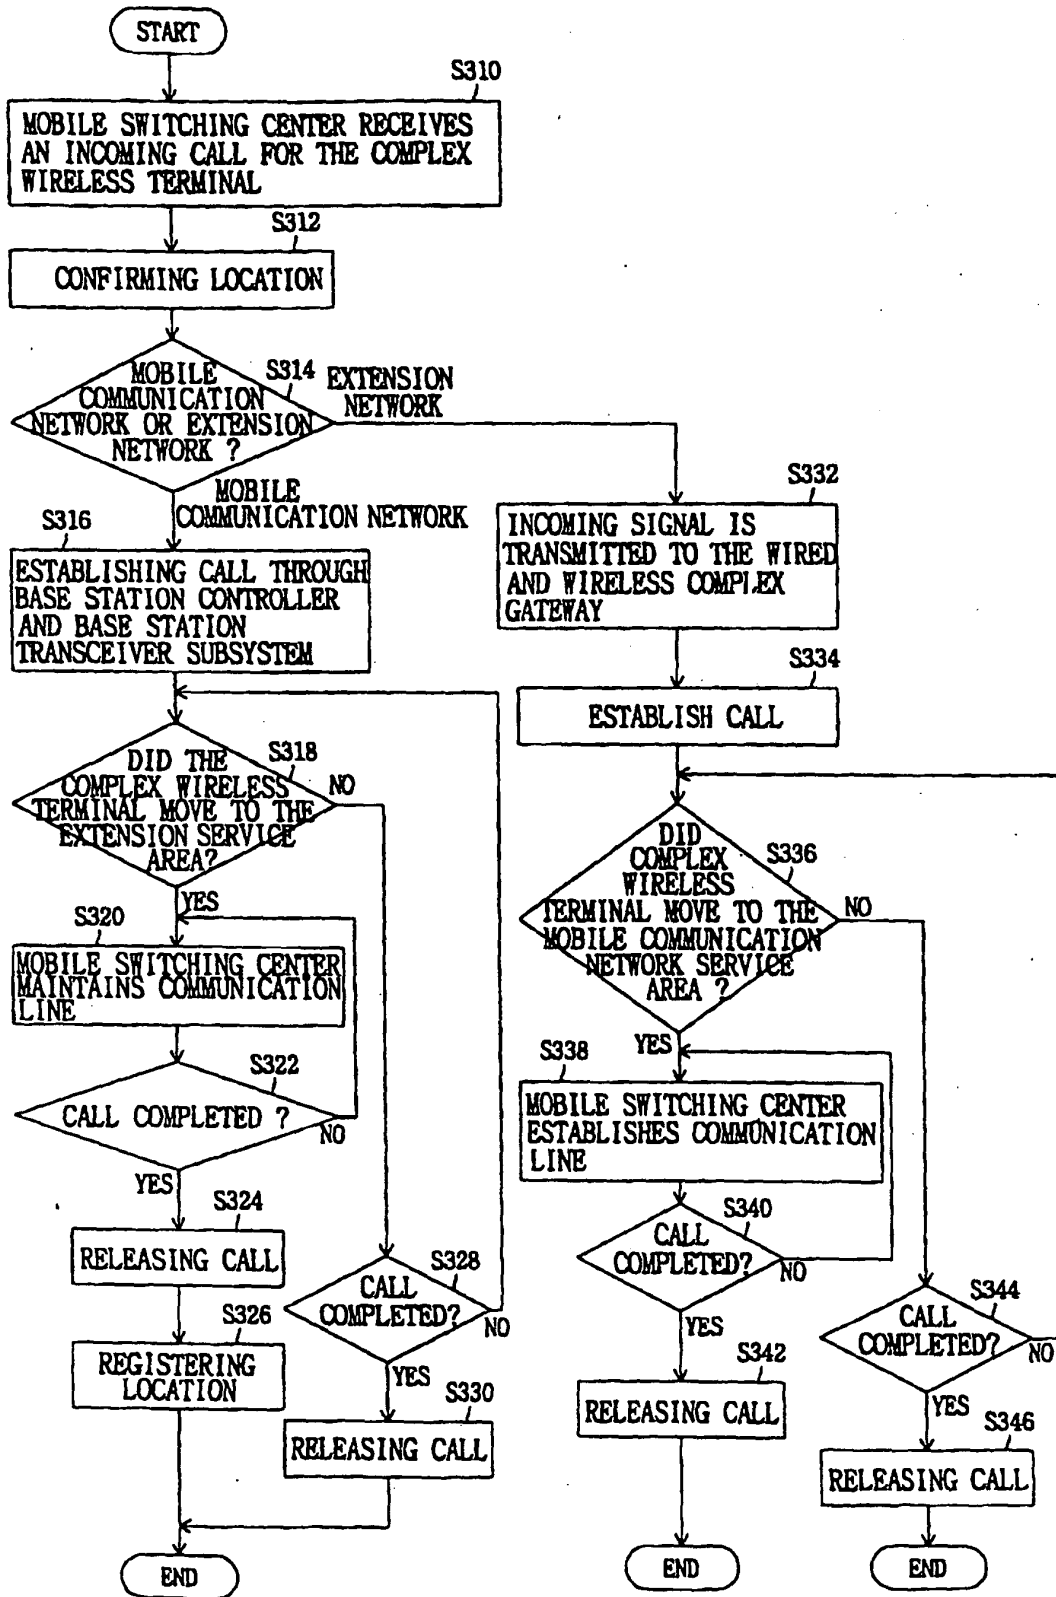 START
S310
MOBILE SWITCHING CENTER RECEIVES
AN INCOMING CALL FOR THE COMPLEX
WIRELESS TERMINAL
S312
CONFIRMING LOCATION
S314
MOBILE
COMMUNICATION
NETWORK OR EXTENSION
NETWORK ?
EXTENSION
NETWORK
MOBILE
COMMUNICATION NETWORK
S316
ESTABLISHING CALL THROUGH
BASE STATION CONTROLLER
AND BASE STATION
TRANSCEIVER SUBSYSTEM
S318
DID THE
COMPLEX WIRELESS
TERMINAL MOVE TO THE
EXTENSION SERVICE
AREA?
NO
YES
S320
MOBILE SWITCHING CENTER
MAINTAINS COMMUNICATION
LINE
S322
CALL COMPLETED ?
NO
YES
S324
RELEASING CALL
S326
REGISTERING
LOCATION
S328
CALL
COMPLETED?
NO
YES
S330
RELEASING CALL
END
S332
INCOMING SIGNAL IS
TRANSMITTED TO THE WIRED
AND WIRELESS COMPLEX
GATEWAY
S334
ESTABLISH CALL
S336
DID
COMPLEX
WIRELESS
TERMINAL MOVE TO THE
MOBILE COMMUNICATION
NETWORK SERVICE
AREA ?
NO
YES
S338
MOBILE SWITCHING CENTER
ESTABLISHES COMMUNICATION
LINE
S340
CALL
COMPLETED?
NO
YES
S342
RELEASING CALL
END
S344
CALL
COMPLETED?
NO
YES
S346
RELEASING CALL
END